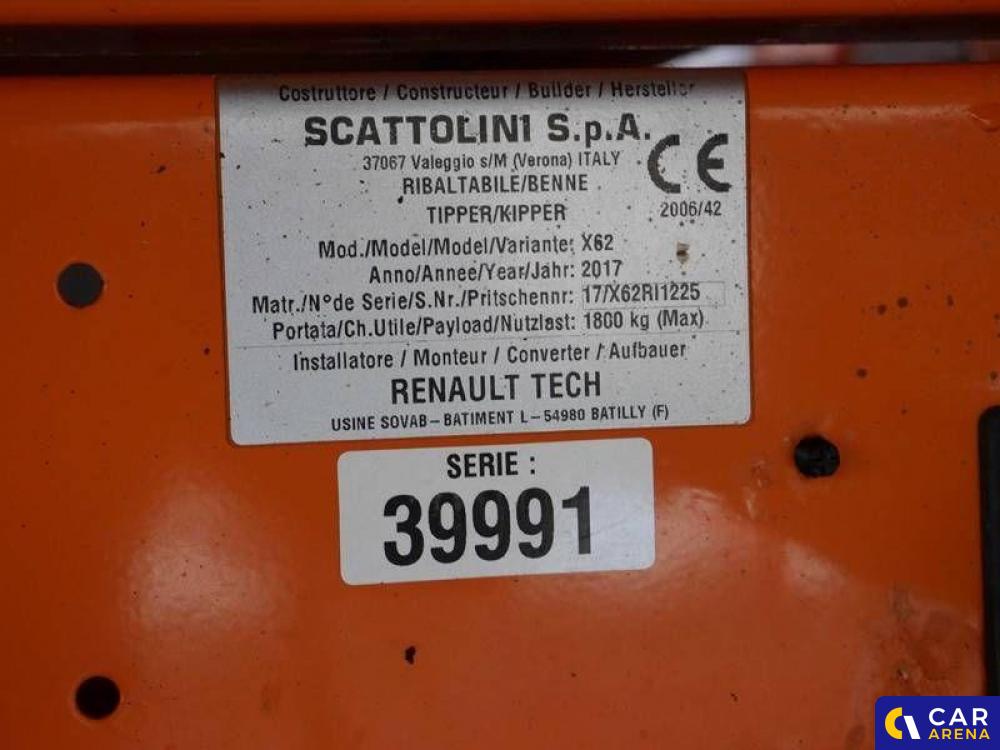 Costruttore / Constructeur / Builder / Hersteller
SCATTOLINI S.p.A.
37067 Valeggio s/M (Verona) ITALY
CE
RIBALTABILE/BENNE
TIPPER/KIPPER
2006/42
Mod./Model/Model/Variante: X62
Anno/Annee/Year/Jahr: 2017
Matr./N°de Serie/S.Nr./Pritschennr: 17/X62RI1225
Portata/Ch.Utile/Payload/Nutzlast: 1800 kg (Max)
Installatore / Monteur / Converter / Aufbauer
RENAULT TECH
USINE SOVAB – BATIMENT L – 54980 BATILLY (F)
SERIE :
39991
CAR
ARENA